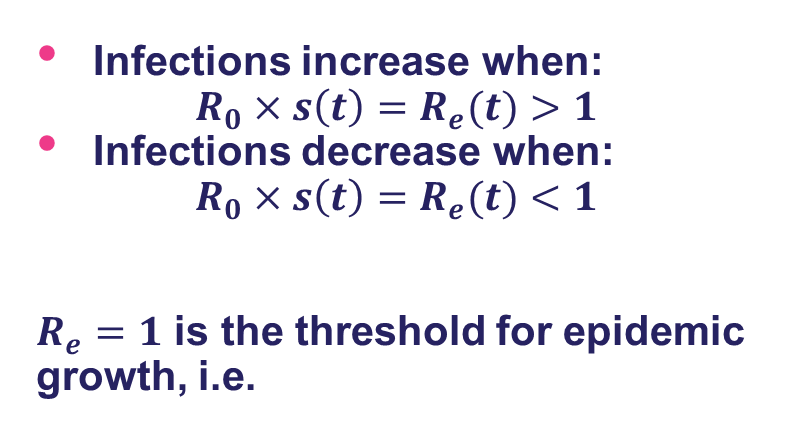 • Infections increase when:
𝑹₀ × 𝒔(𝒕) = 𝑹ₑ(𝒕) > 𝟏
• Infections decrease when:
𝑹₀ × 𝒔(𝒕) = 𝑹ₑ(𝒕) < 𝟏
𝑹ₑ = 𝟏 is the threshold for epidemic
growth, i.e.